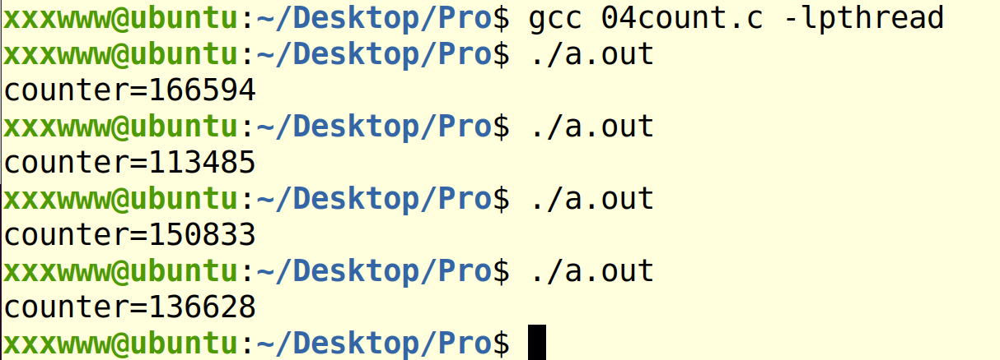 xxxwww@ubuntu:~/Desktop/Pro$ gcc 04count.c -lpthread
xxxwww@ubuntu:~/Desktop/Pro$ ./a.out
counter=166594
xxxwww@ubuntu:~/Desktop/Pro$ ./a.out
counter=113485
xxxwww@ubuntu:~/Desktop/Pro$ ./a.out
counter=150833
xxxwww@ubuntu:~/Desktop/Pro$ ./a.out
counter=136628
xxxwww@ubuntu:~/Desktop/Pro$